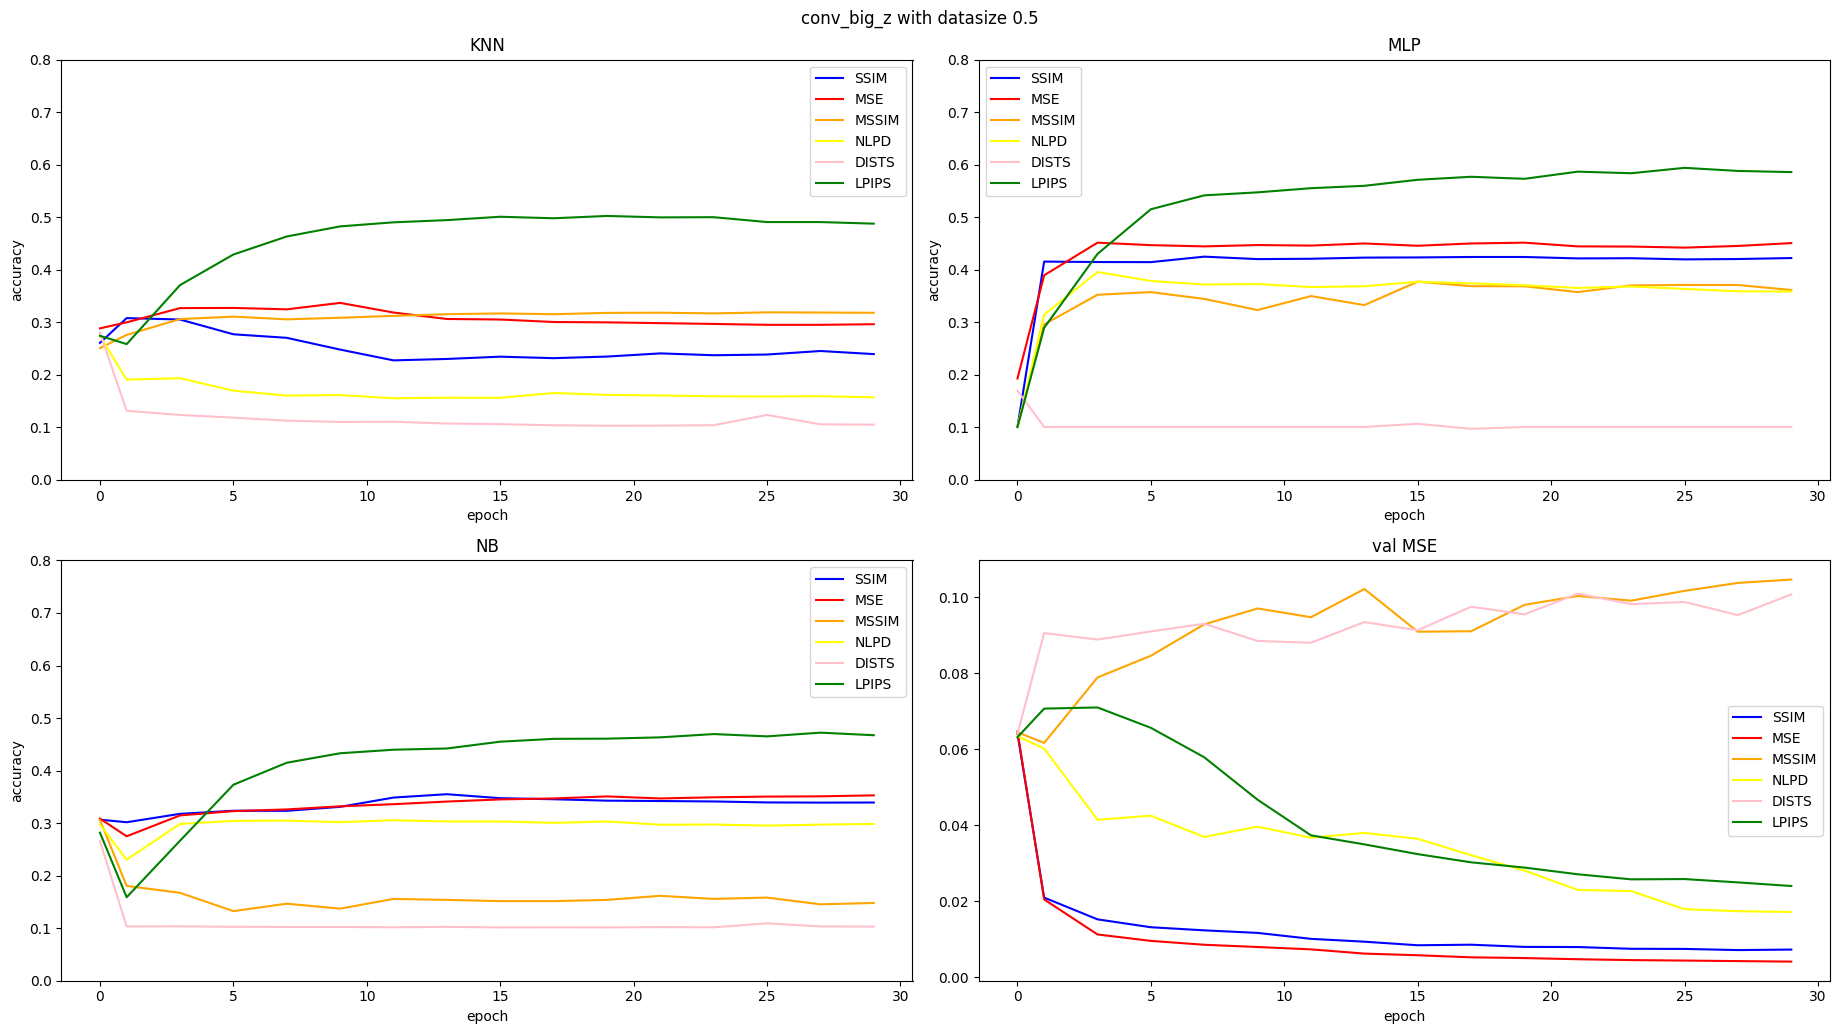 conv_big_z with datasize 0.5
KNN
accuracy
0.8
0.7
0.6
0.5
0.4
0.3
0.2
0.1
0.0
SSIM
MSE
MSSIM
NLPD
DISTS
LPIPS
0 5 10 15 20 25 30
epoch
MLP
accuracy
0.8
0.7
0.6
0.5
0.4
0.3
0.2
0.1
0.0
SSIM
MSE
MSSIM
NLPD
DISTS
LPIPS
0 5 10 15 20 25 30
epoch
NB
accuracy
0.8
0.7
0.6
0.5
0.4
0.3
0.2
0.1
0.0
SSIM
MSE
MSSIM
NLPD
DISTS
LPIPS
0 5 10 15 20 25 30
epoch
val MSE
0.10
0.08
0.06
0.04
0.02
0.00
SSIM
MSE
MSSIM
NLPD
DISTS
LPIPS
0 5 10 15 20 25 30
epoch